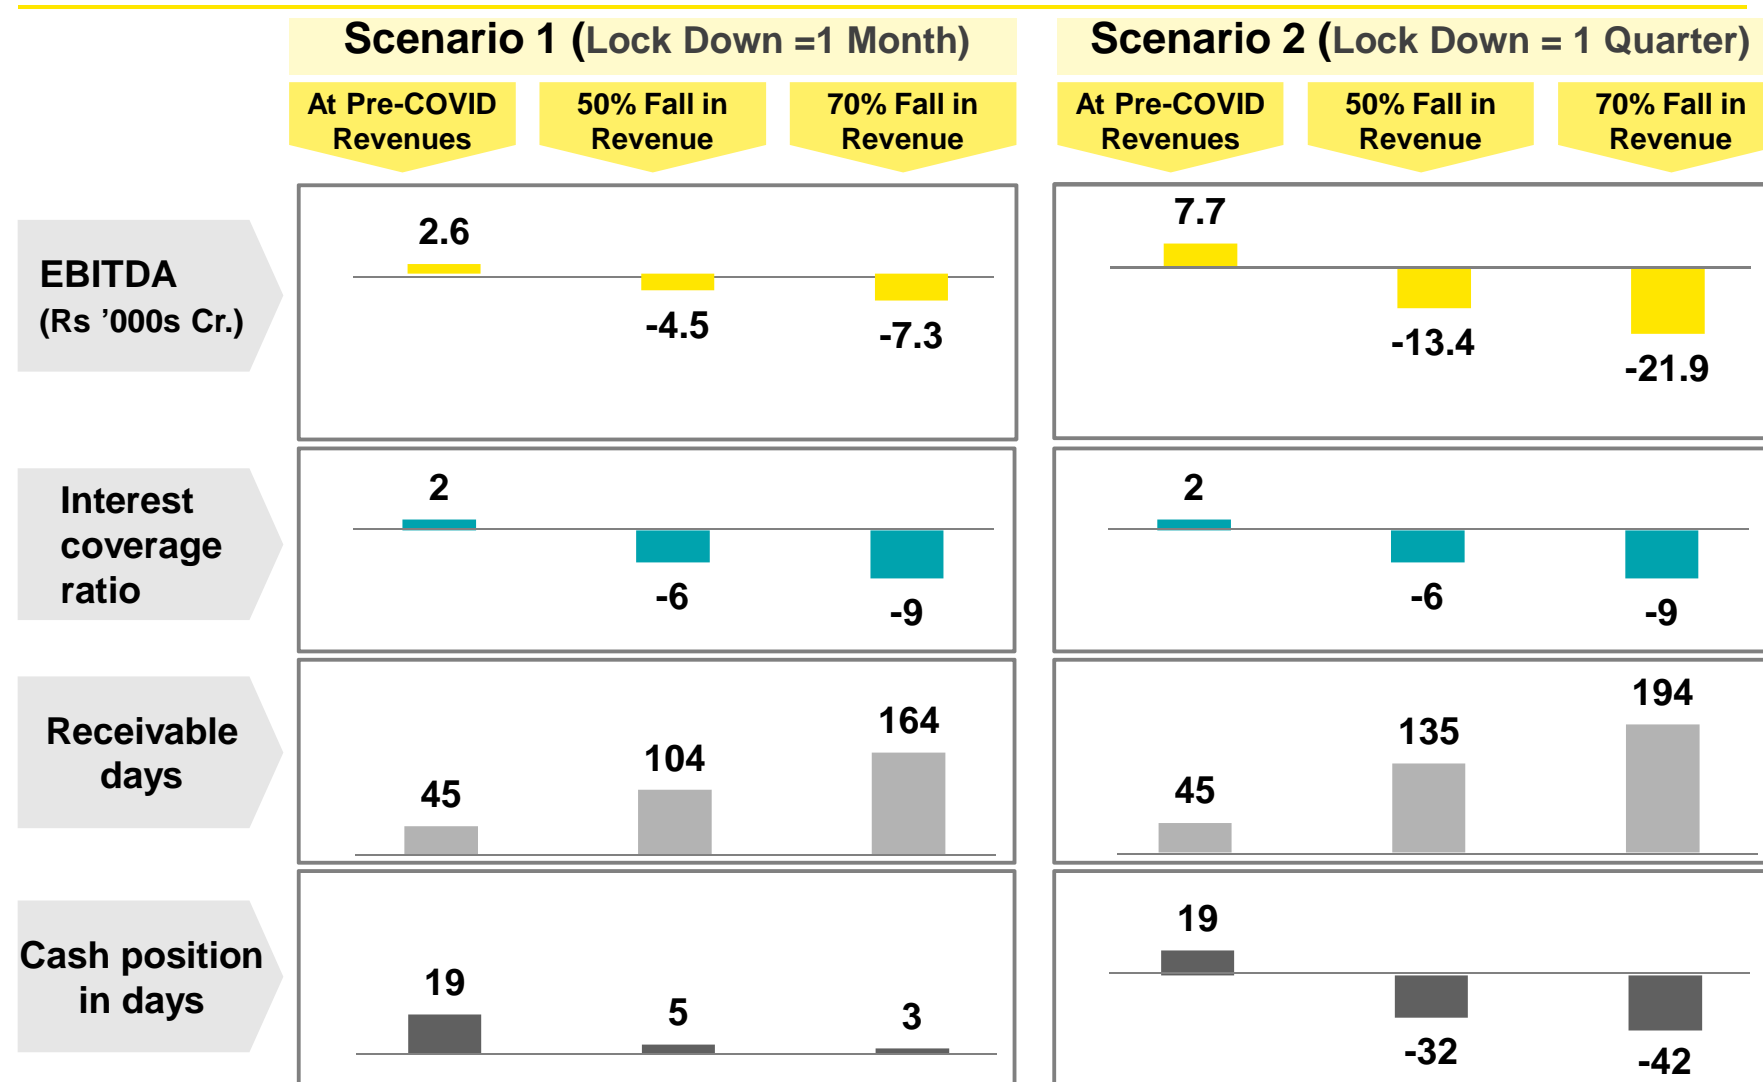 Scenario 1 (Lock Down =1 Month)
Scenario 2 (Lock Down = 1 Quarter)
At Pre-COVID
Revenues
50% Fall in
Revenue
70% Fall in
Revenue
At Pre-COVID
Revenues
50% Fall in
Revenue
70% Fall in
Revenue
EBITDA
(Rs ’000s Cr.)
2.6
-4.5
-7.3
7.7
-13.4
-21.9
Interest
coverage
ratio
2
-6
-9
2
-6
-9
Receivable
days
45
104
164
45
135
194
Cash position
in days
19
5
3
19
-32
-42